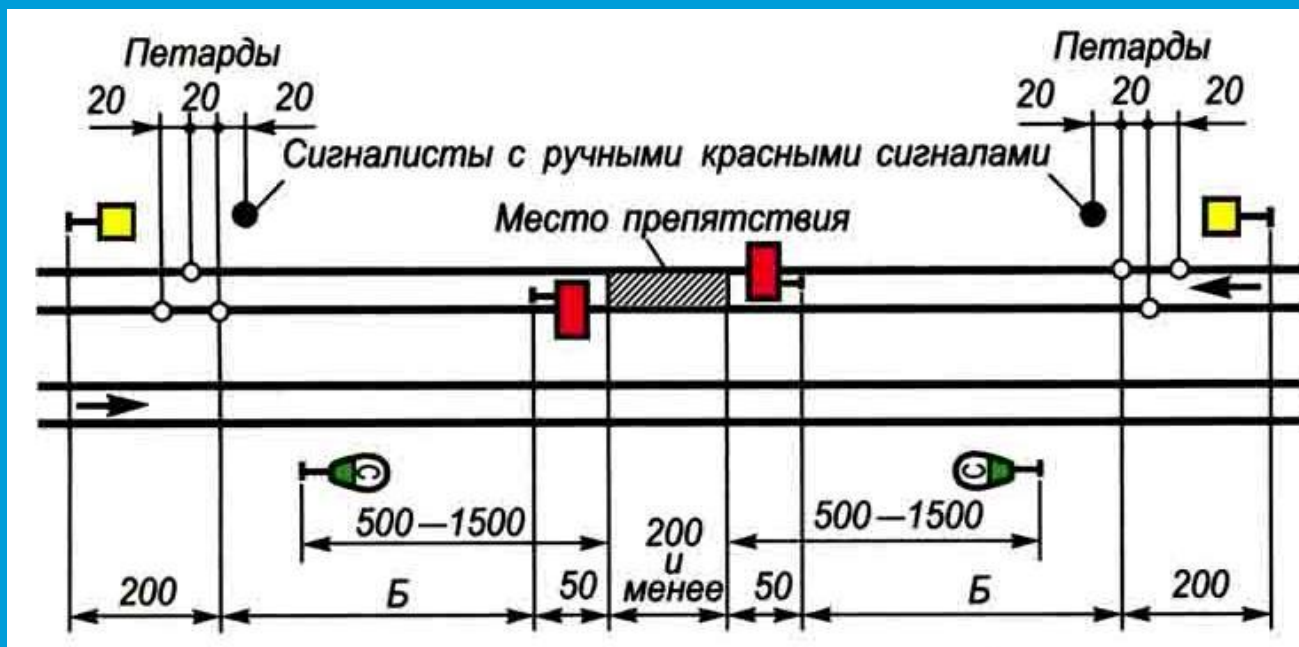 Петарды
20 20 20
Петарды
20 20 20
Сигналисты с ручными красными сигналами
Место препятствия
С
С
500—1500
500—1500
200
и
менее
200
Б
50
50
Б
200